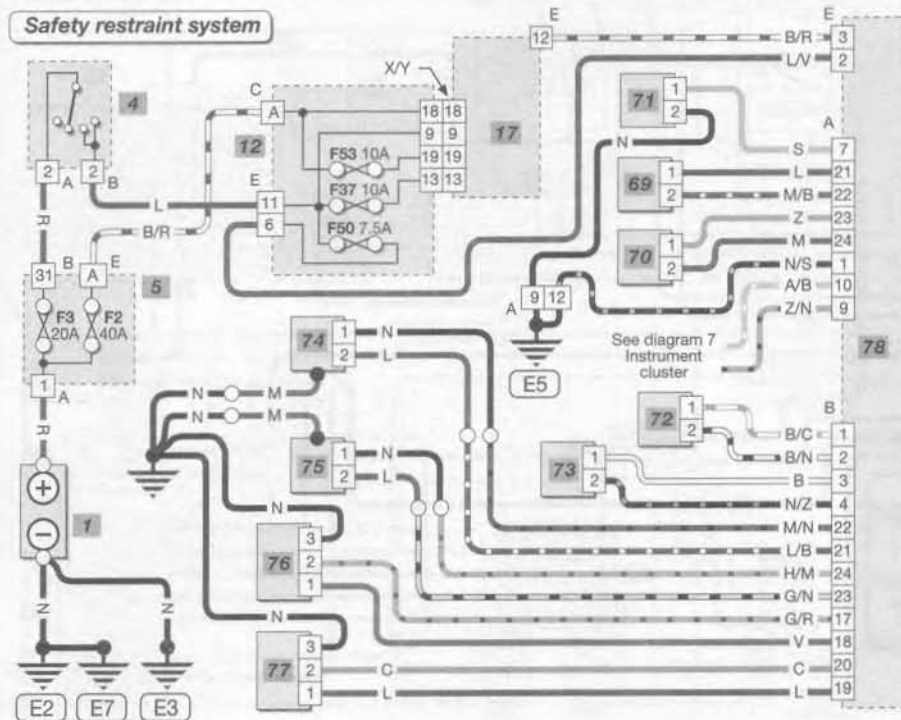 Safety restraint system
4
2 2
A B
R
L
B/R
31 A
B E
5
F3 F2
20A 40A
1
A
R
+
−
1
N N
E2 E7 E3
C
A
12
E
11
6
F53 10A
F37 10A
F50 7.5A
X/Y
18 18
9 9
19 19
13 13
17
E
12
N
71
1
2
69
1
2
70
1
2
A
9 12
E5
See diagram 7
Instrument
cluster
74
1 N
2 L
N M
N M
75
1 N
2 L
N
76
3
2
1
N
77
3
2 C
1 L
72
1
2
73
1
2
78
E
B/R 3
L/V 2
A
S 7
L 21
M/B 22
Z 23
M 24
N/S 1
A/B 10
Z/N 9
B
B/C 1
B/N 2
B 3
N/Z 4
M/N 22
L/B 21
H/M 24
G/N 23
G/R 17
V 18
C 20
L 19